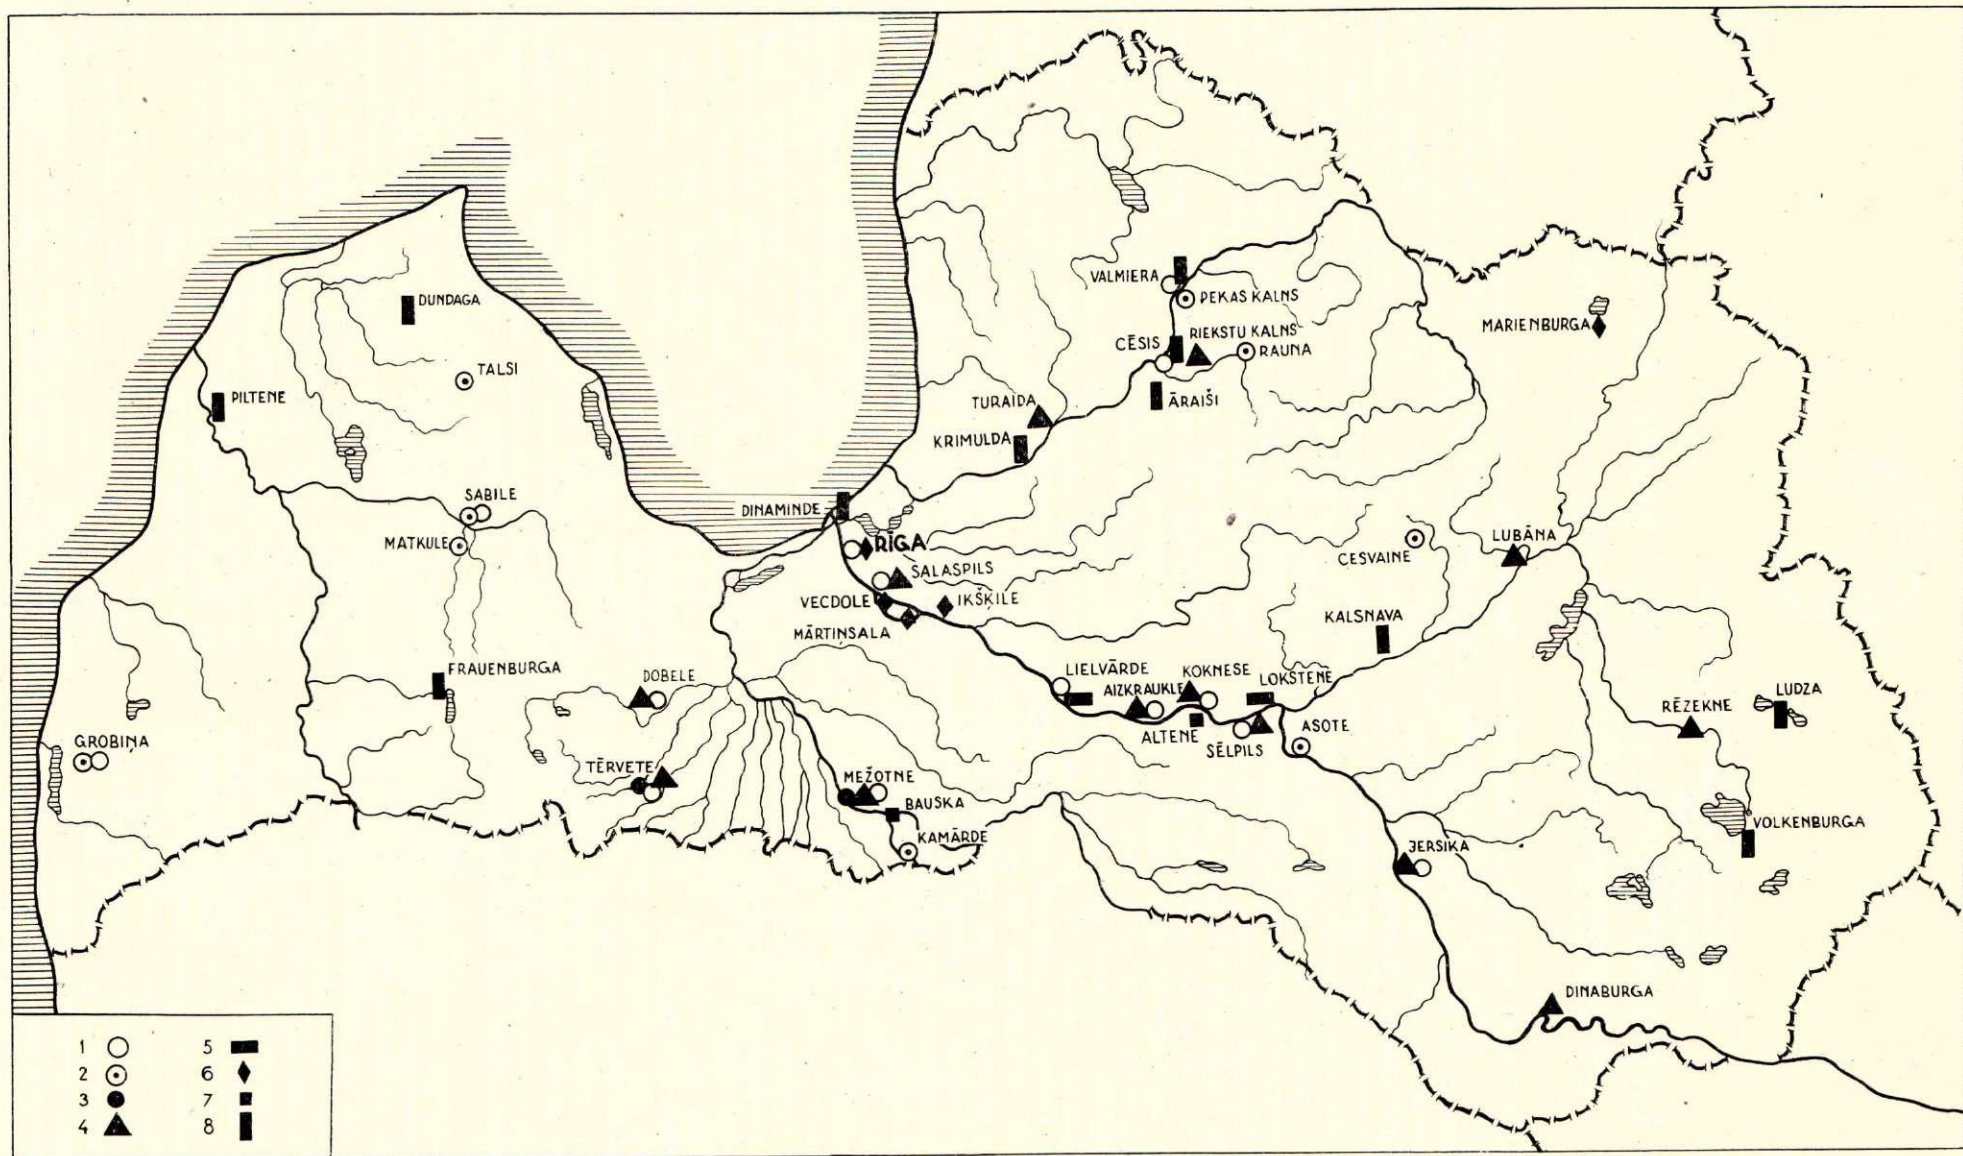 VALMIERA
PEKAS KALNS
DUNDAGA
MARIENBURGA
RIEKSTU KALNS
CĒSIS
RAUNA
TALSI
PILTENE
TURAIDA
ĀRAIŠI
KRIMULDA
SABILE
DINAMINDE
MATKULE
RĪGA
LUBĀNA
CESVAINE
SALASPILS
VECDOLE
IKŠĶILE
MĀRTIŅSALA
KALSNAVA
FRAUENBURGA
DOBELE
LIELVĀRDE
KOKNESE
LOKSTENE
AIZKRAUKLE
LUDZA
RĒZEKNE
ALTENE
SĒLPILS
ASOTE
GROBIŅA
TĒRVETE
MEŽOTNE
BAUSKA
VOLKENBURGA
KAMĀRDE
JERSIKA
DINABURGA
1 5
2 6
3 7
4 8